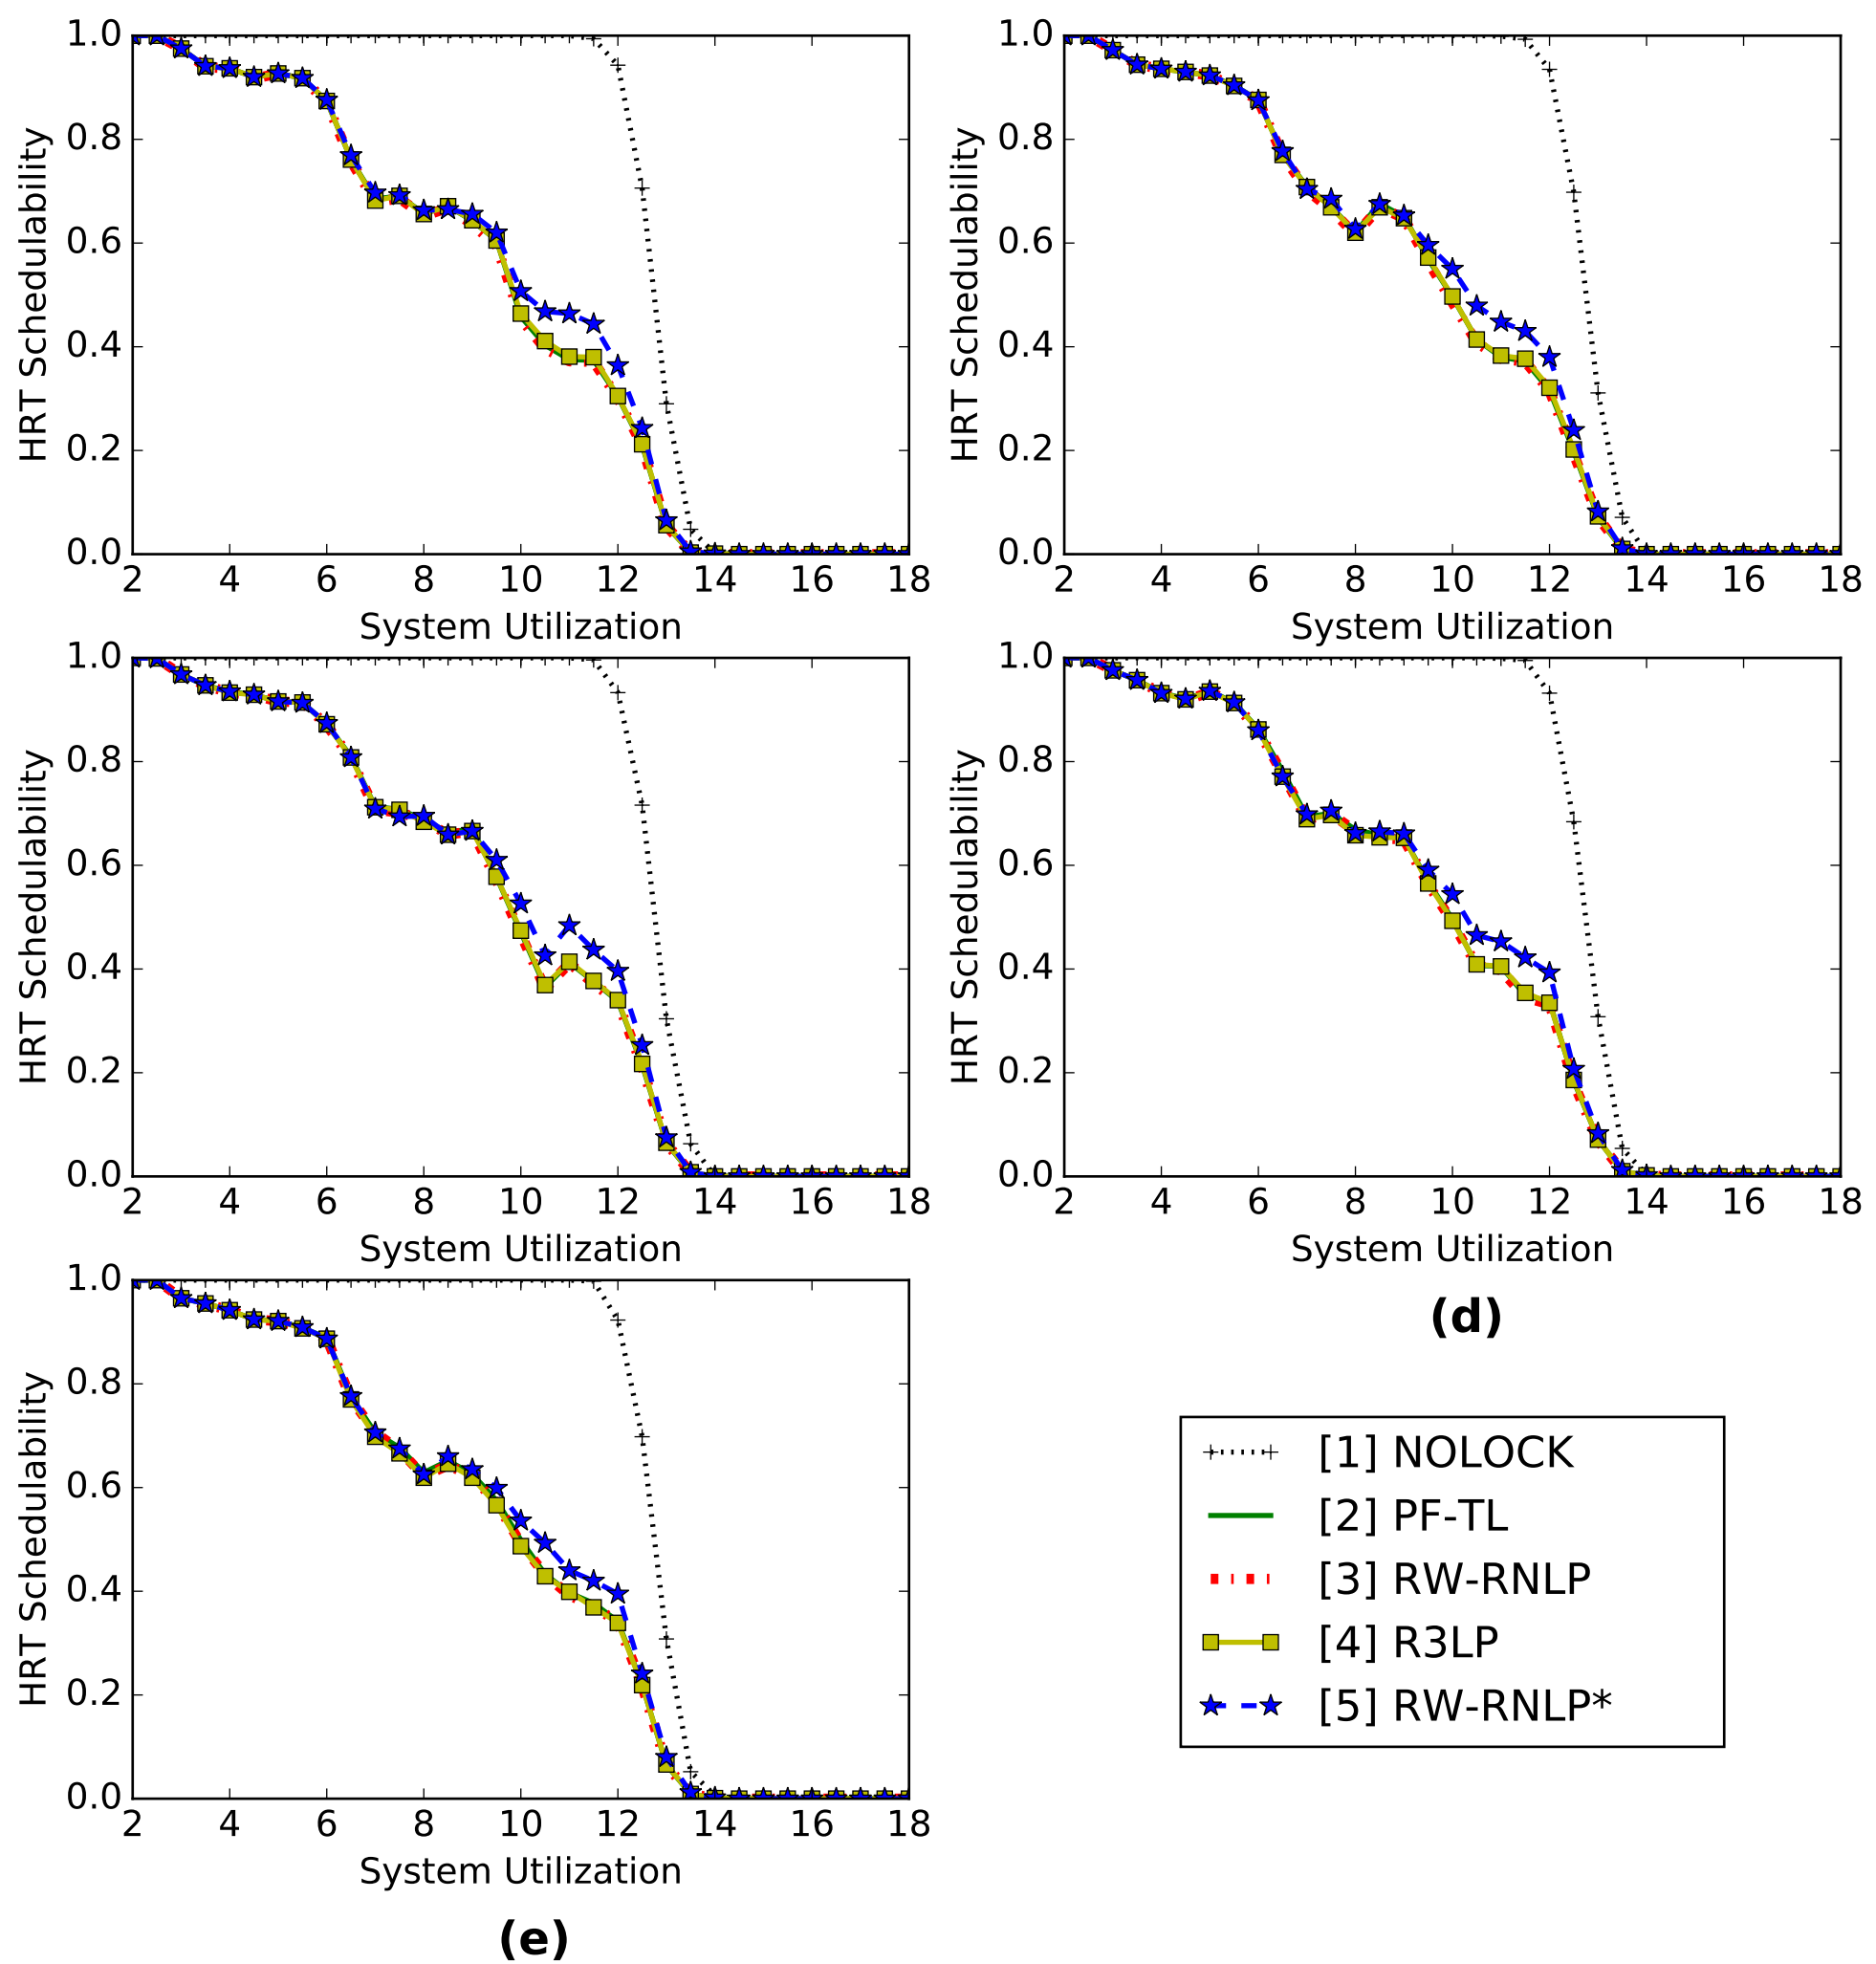 1.0
0.8
0.6
0.4
0.2
0.0
HRT Schedulability
2 4 6 8 10 12 14 16 18
System Utilization
1.0
0.8
0.6
0.4
0.2
0.0
HRT Schedulability
2 4 6 8 10 12 14 16 18
System Utilization
1.0
0.8
0.6
0.4
0.2
0.0
HRT Schedulability
2 4 6 8 10 12 14 16 18
System Utilization
1.0
0.8
0.6
0.4
0.2
0.0
HRT Schedulability
2 4 6 8 10 12 14 16 18
System Utilization
(d)
1.0
0.8
0.6
0.4
0.2
0.0
HRT Schedulability
2 4 6 8 10 12 14 16 18
System Utilization
(e)
[1] NOLOCK
[2] PF-TL
[3] RW-RNLP
[4] R3LP
[5] RW-RNLP*